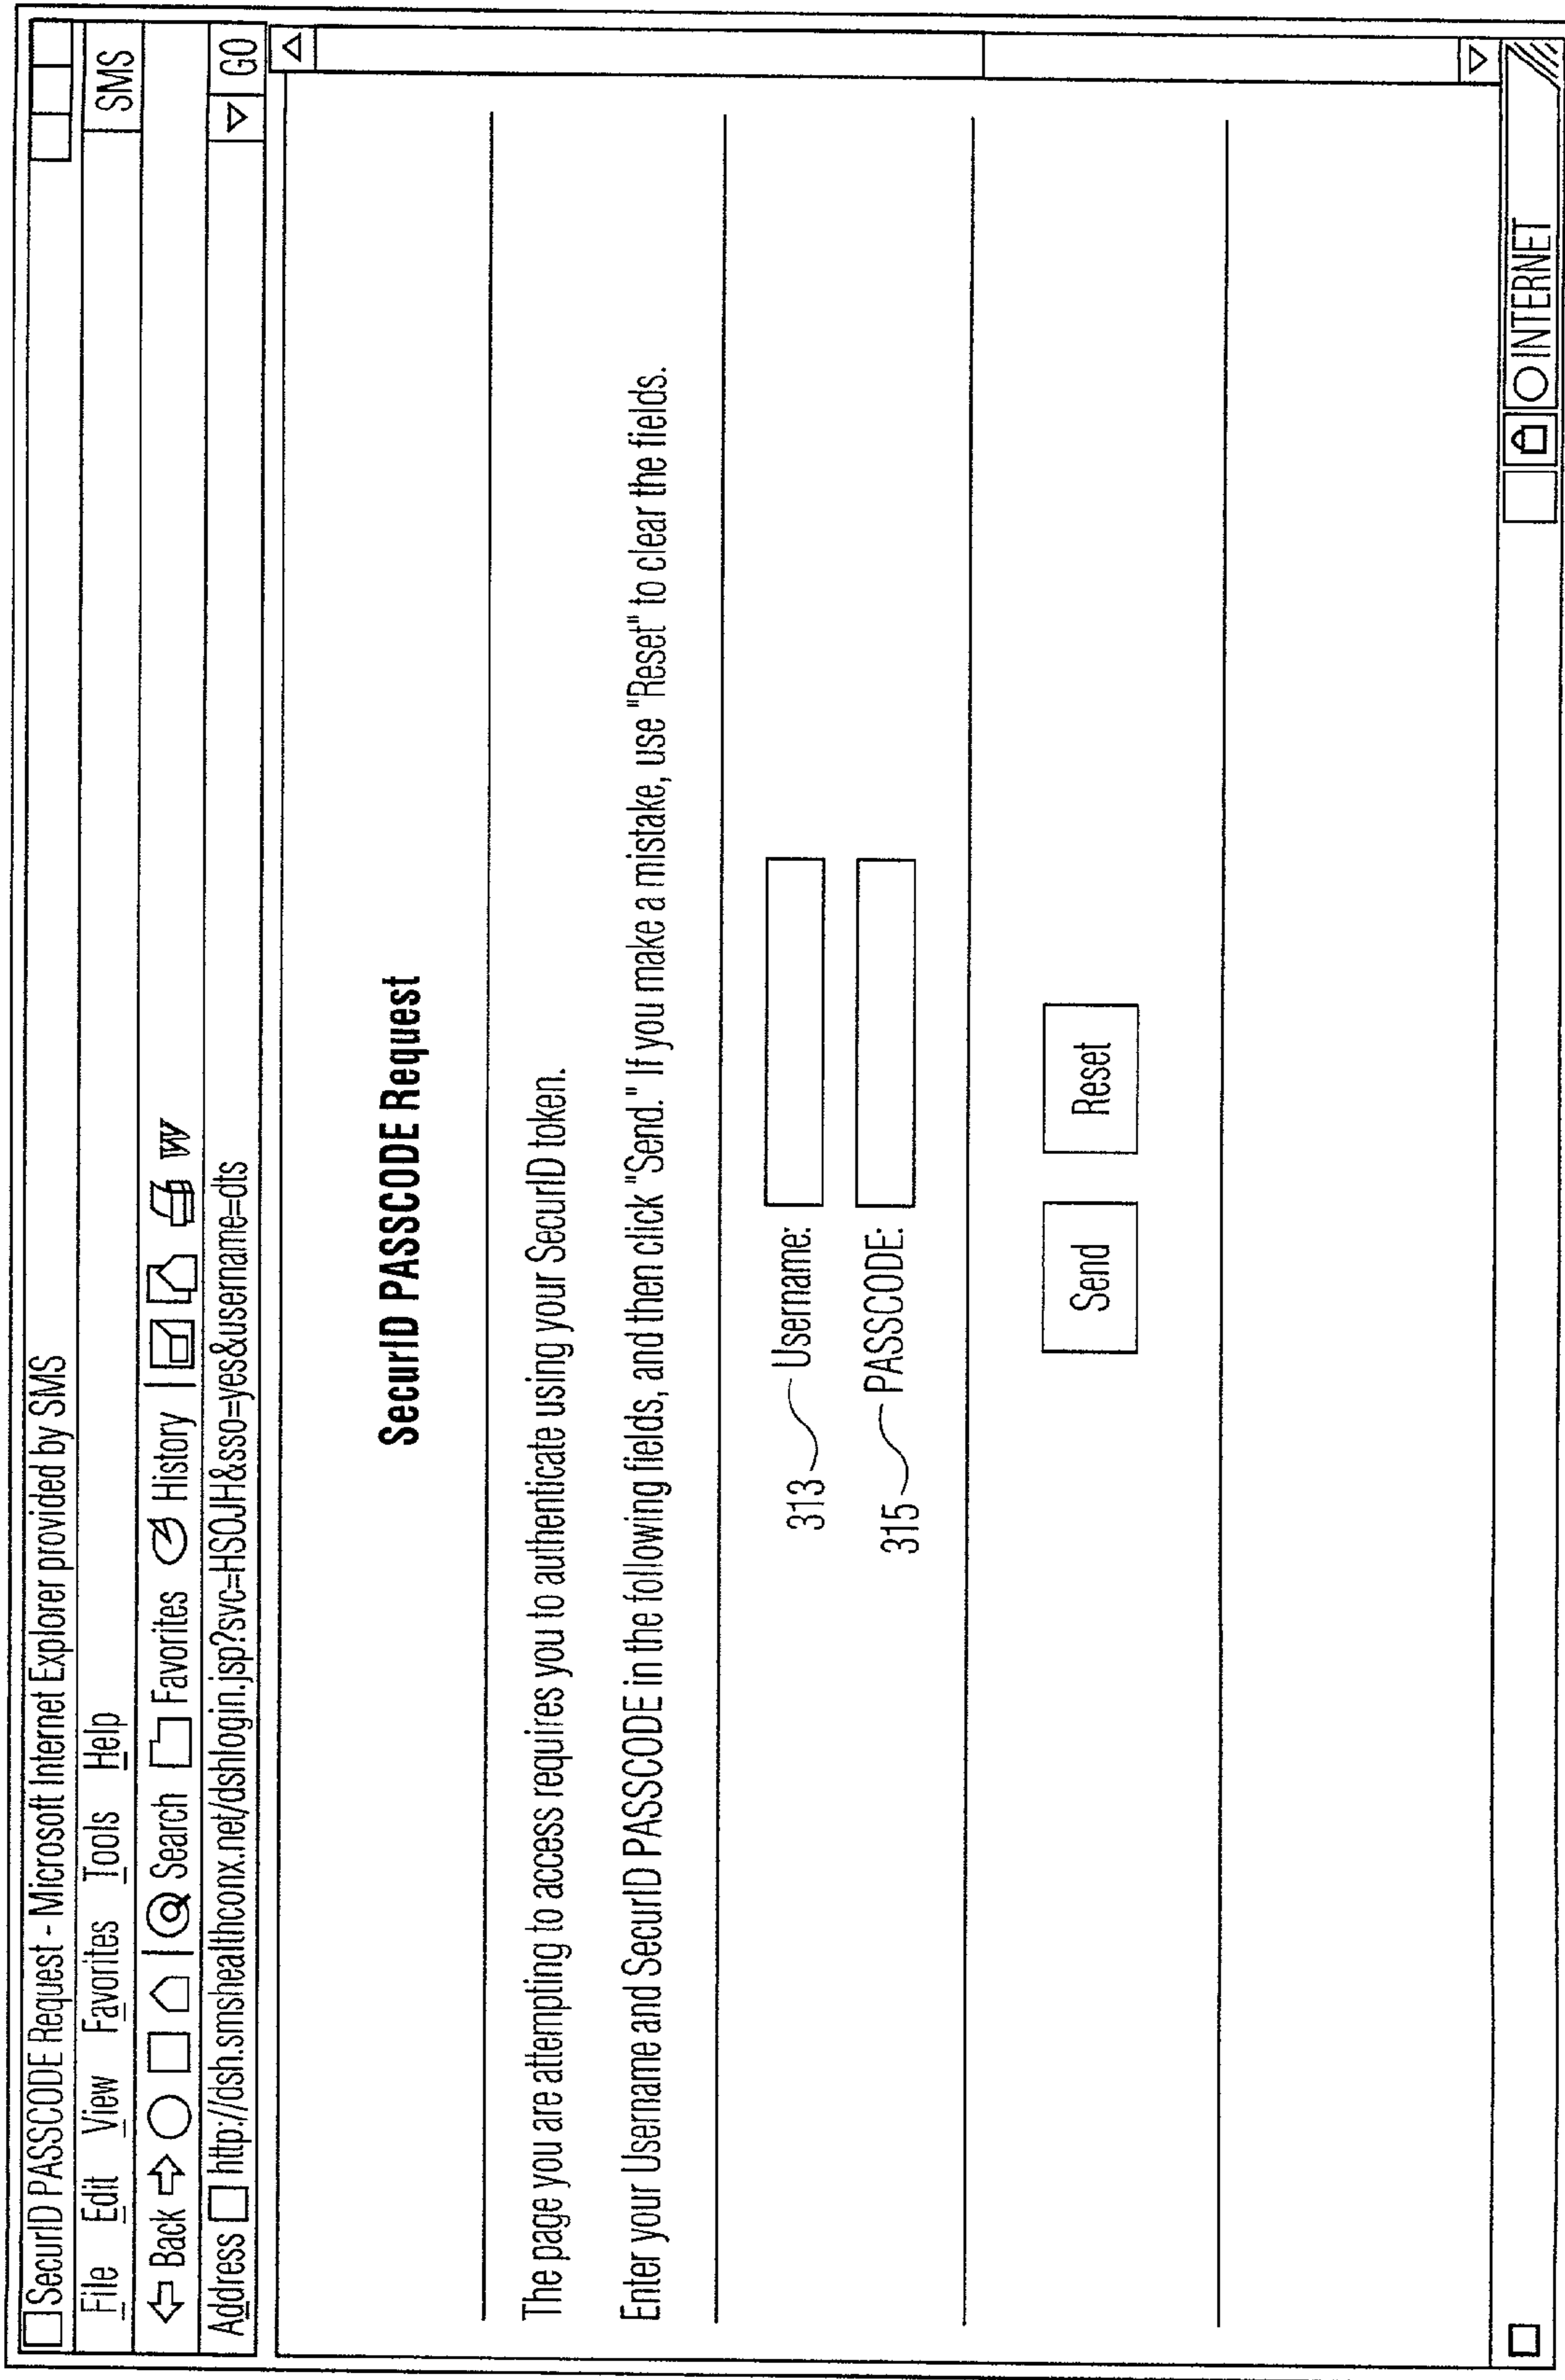 SecurID PASSCODE Request - Microsoft Internet Explorer provided by SMS
File Edit View Favorites Tools Help SMS
Back Search Favorites History W
Address http://dsh.smshealthconx.net/dshlogin.jsp?svc=HSOJH&sso=yes&username=dts GO
SecurID PASSCODE Request
The page you are attempting to access requires you to authenticate using your SecurID token.
Enter your Username and SecurID PASSCODE in the following fields, and then click "Send." If you make a mistake, use "Reset" to clear the fields.
313 Username:
315 PASSCODE:
Send Reset
INTERNET